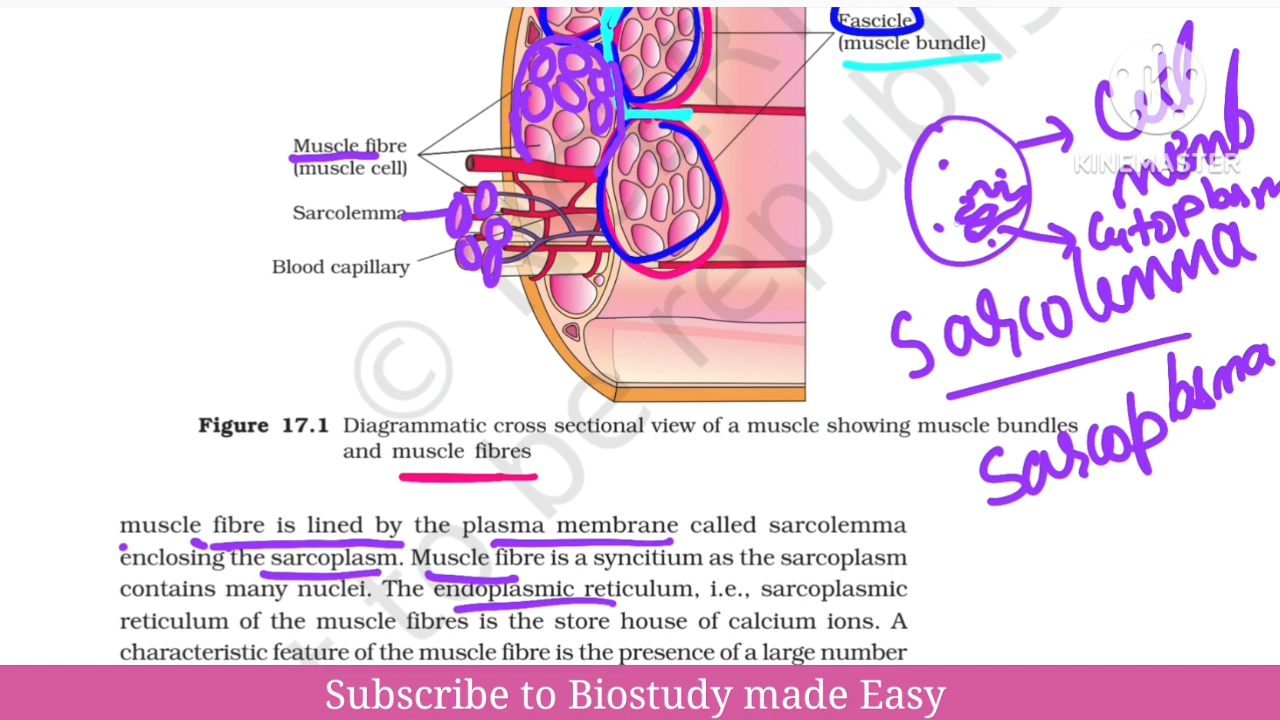 Fascicle
(muscle bundle)
Muscle fibre
(muscle cell)
Sarcolemma
Blood capillary
Cell
memb
KINEMASTER
Cytoplasm
Sarcolemma
Sarcoplasma
Figure 17.1 Diagrammatic cross sectional view of a muscle showing muscle bundles
and muscle fibres
muscle fibre is lined by the plasma membrane called sarcolemma
enclosing the sarcoplasm. Muscle fibre is a syncitium as the sarcoplasm
contains many nuclei. The endoplasmic reticulum, i.e., sarcoplasmic
reticulum of the muscle fibres is the store house of calcium ions. A
characteristic feature of the muscle fibre is the presence of a large number
© be republis
Subscribe to Biostudy made Easy